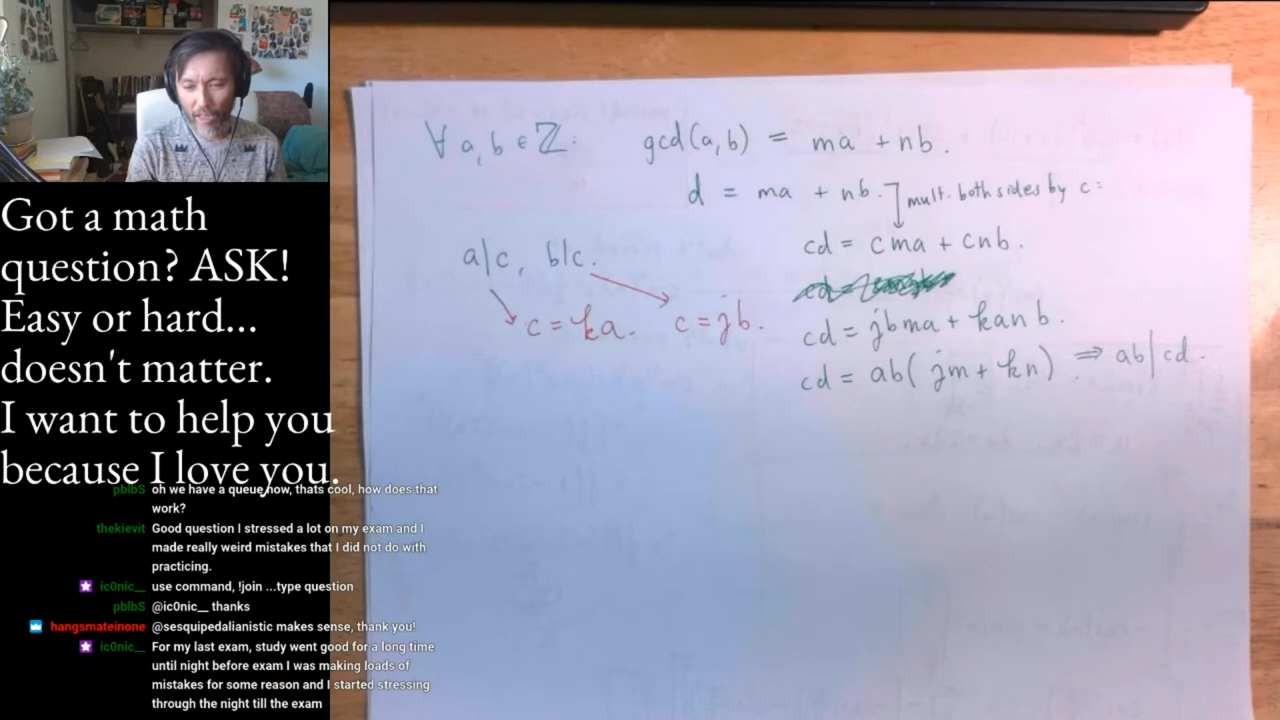 Got a math
question? ASK!
Easy or hard...
doesn't matter.
I want to help you
because I love you.
pblbS oh we have a queue now, thats cool, how does that
work?
thekievit Good question I stressed a lot on my exam and I
made really weird mistakes that I did not do with
practicing.
ic0nic__ use command, !join ...type question
pblbS @ic0nic__ thanks
hangsmateinone @sesquipedalianistic makes sense, thank you!
ic0nic__ For my last exam, study went good for a long time
until night before exam I was making loads of
mistakes for some reason and I started stressing
through the night till the exam
∀ a, b ∈ ℤ: gcd(a,b) = ma + nb.
d = ma + nb. mult. both sides by c:
cd = cma + cnb.
a|c, b|c.
c = ka. c = jb.
cd = jbma + kanb.
cd = ab(jm + kn) ⇒ ab|cd.